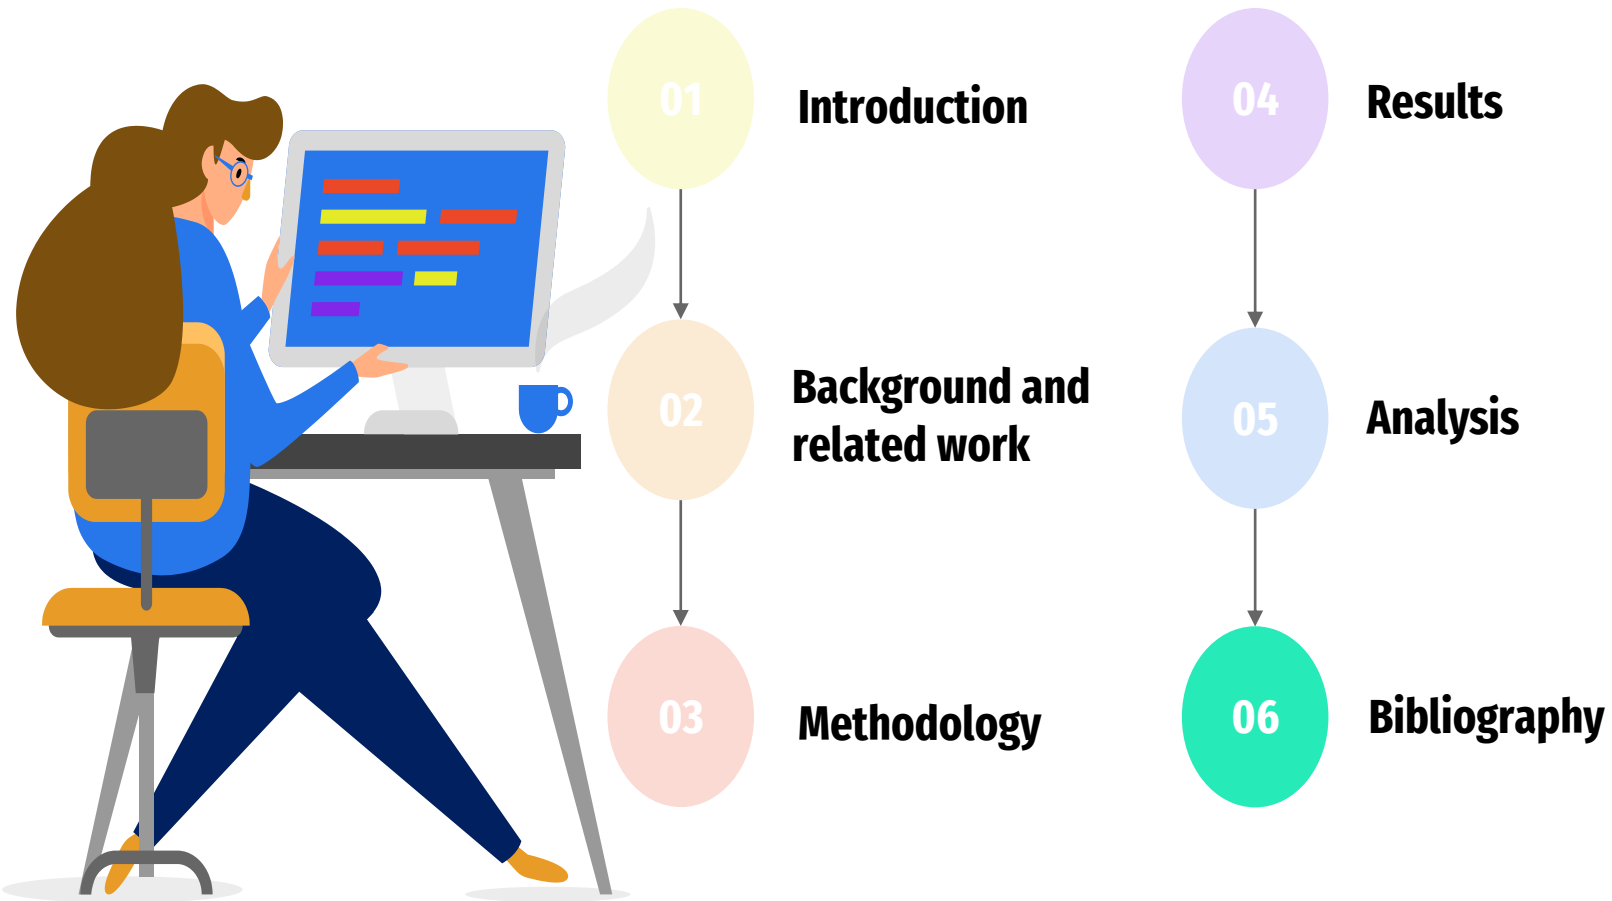 01
Introduction
02
Background and
related work
03
Methodology
04
Results
05
Analysis
06
Bibliography